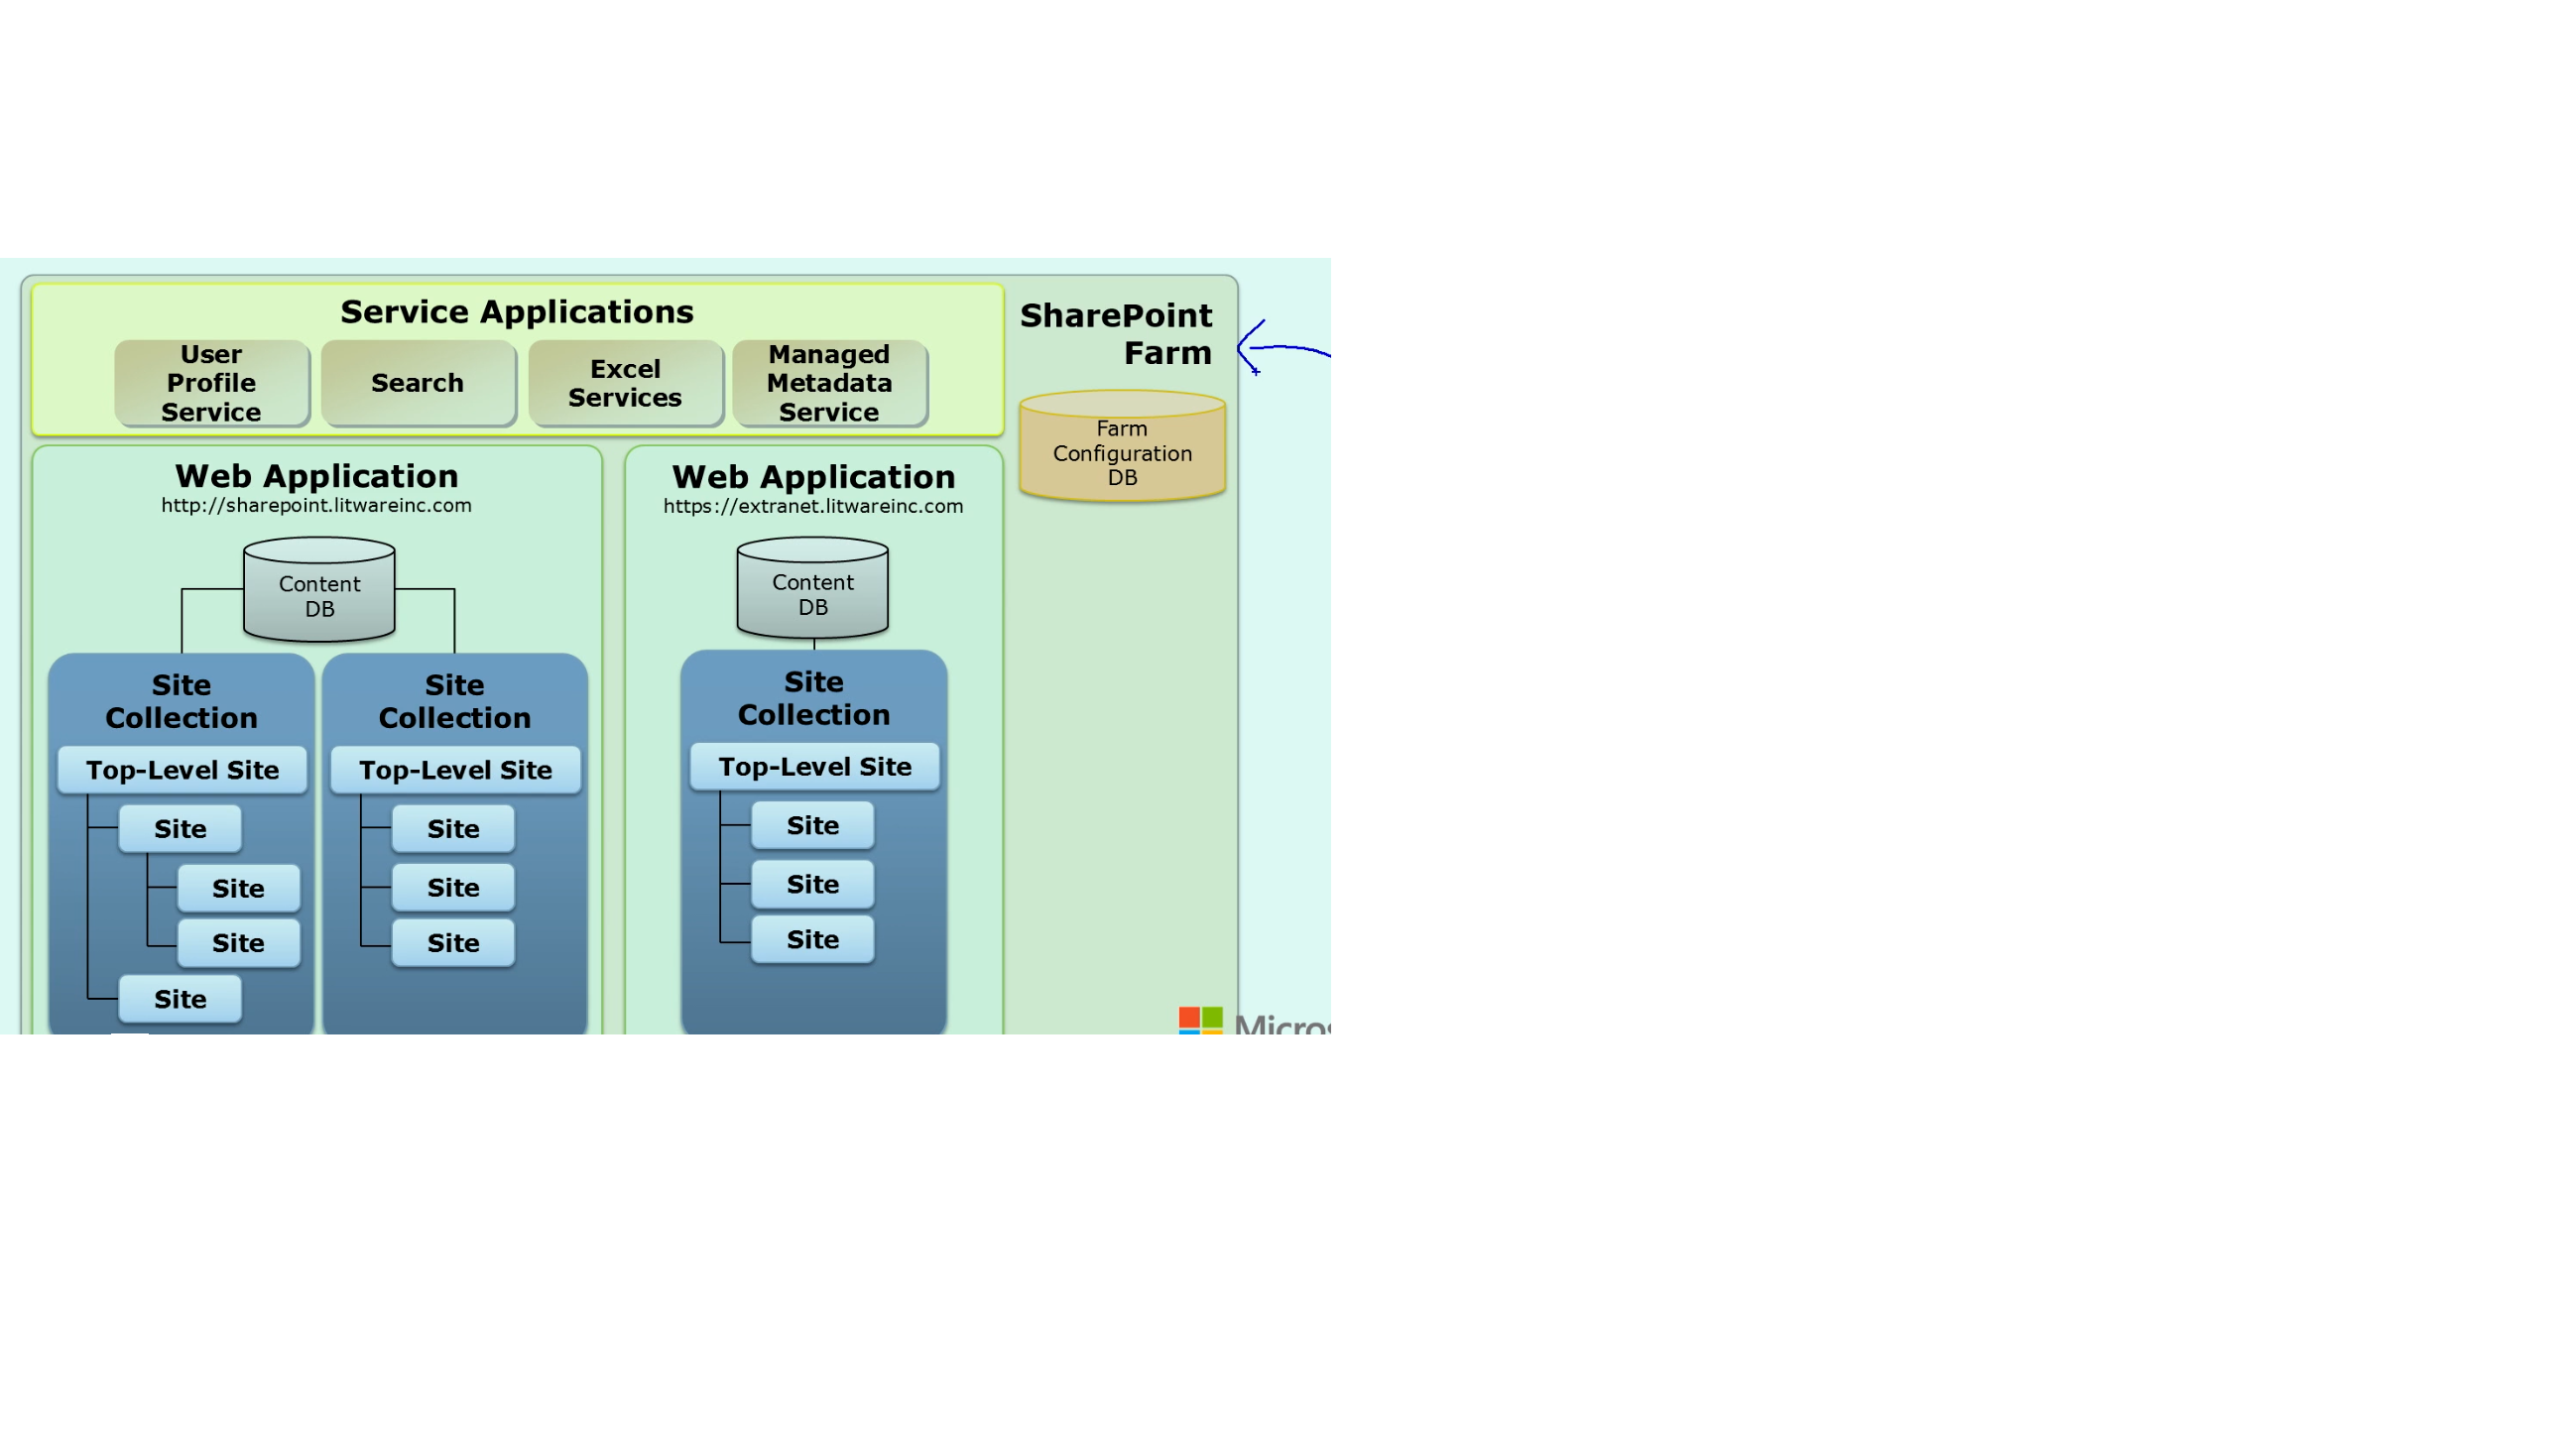 Service Applications
User
Profile
Service
Search
Excel
Services
Managed
Metadata
Service
SharePoint
Farm
Farm
Configuration
DB
Web Application
http://sharepoint.litwareinc.com
Content
DB
Site
Collection
Top-Level Site
Site
Site
Site
Site
Site
Collection
Top-Level Site
Site
Site
Site
Web Application
https://extranet.litwareinc.com
Content
DB
Site
Collection
Top-Level Site
Site
Site
Site
Micros